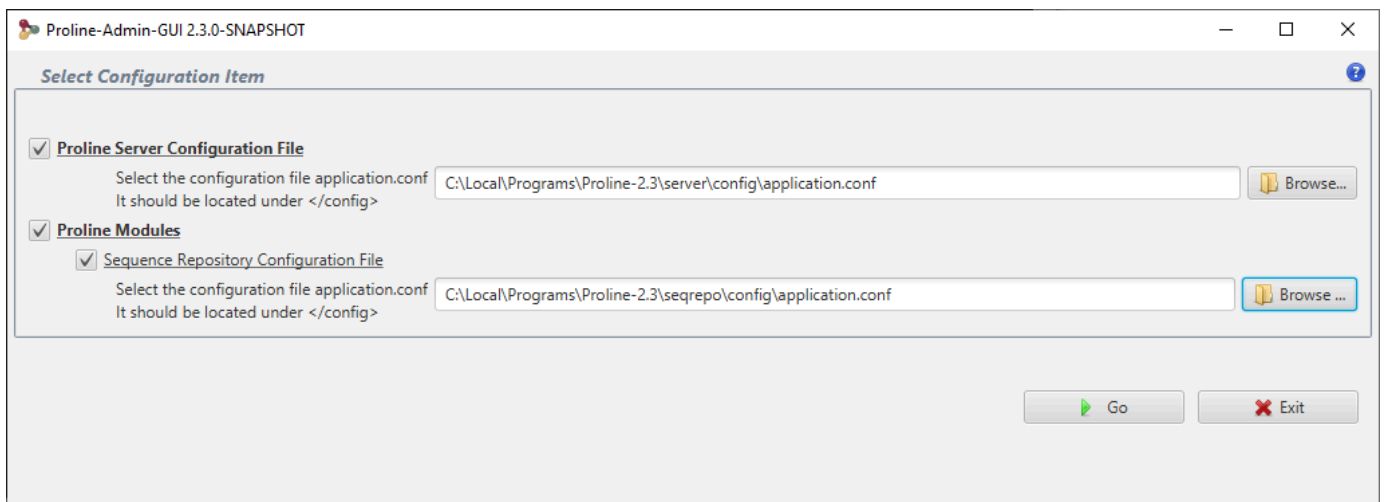 Proline-Admin-GUI 2.3.0-SNAPSHOT
Select Configuration Item
?
Proline Server Configuration File
Select the configuration file application.conf
It should be located under </config>
C:\Local\Programs\Proline-2.3\server\config\application.conf
Browse...
Proline Modules
Sequence Repository Configuration File
Select the configuration file application.conf
It should be located under </config>
C:\Local\Programs\Proline-2.3\seqrepo\config\application.conf
Browse ...
Go
Exit